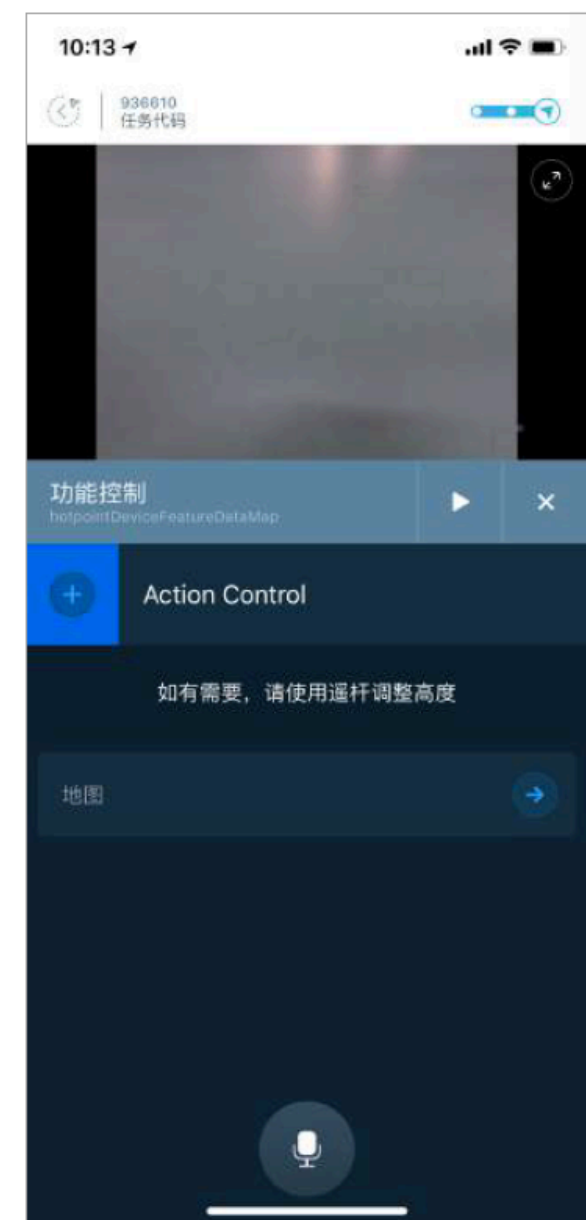 10:13
936610
任务代码
功能控制
hotpointDeviceFeatureDataMap
Action Control
如有需要，请使用遥杆调整高度
地图